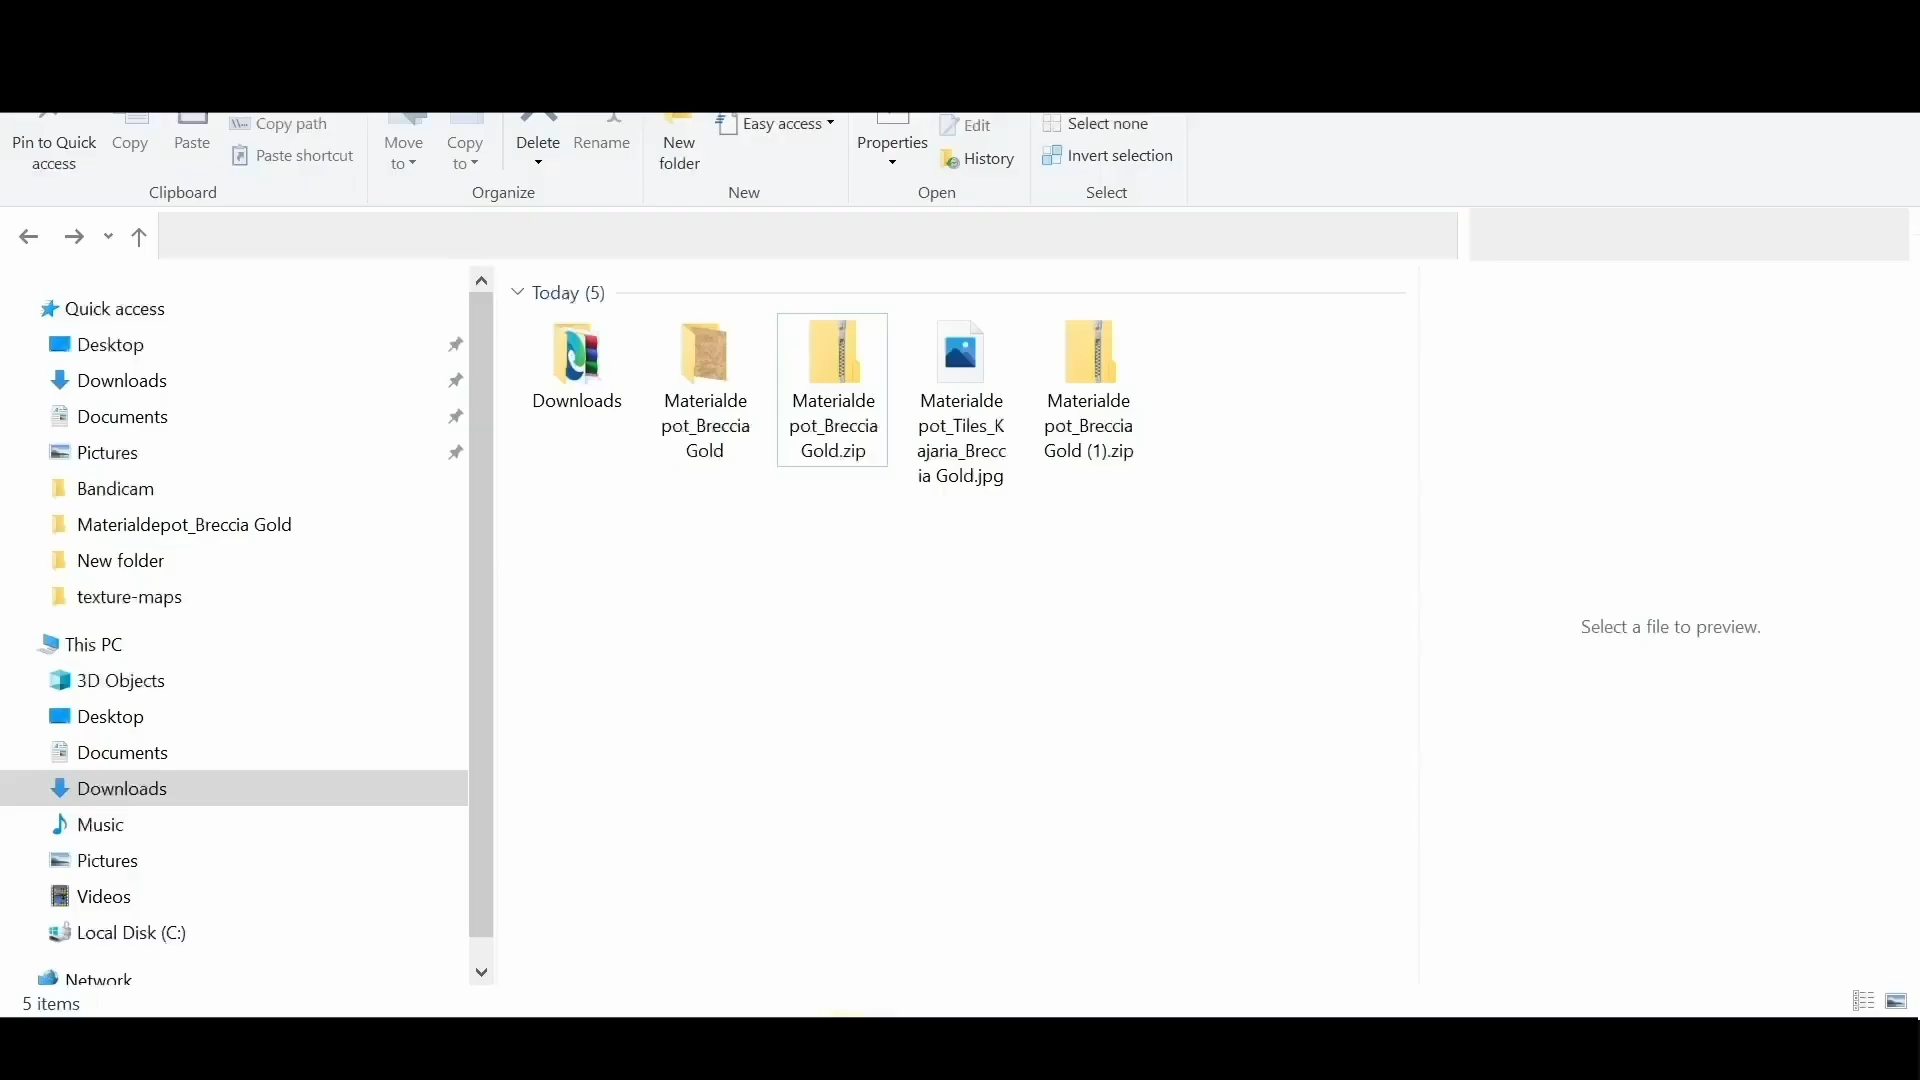 Pin to Quick
access
Copy
Paste
Copy path
Paste shortcut
Clipboard
Move
to
Copy
to
Delete
Rename
Organize
New
folder
Easy access
New
Properties
Edit
History
Open
Select none
Invert selection
Select
Quick access
Desktop
Downloads
Documents
Pictures
Bandicam
Materialdepot_Breccia Gold
New folder
texture-maps
This PC
3D Objects
Desktop
Documents
Downloads
Music
Pictures
Videos
Local Disk (C:)
Network
5 items
Today (5)
Downloads
Materialde
pot_Breccia
Gold
Materialde
pot_Breccia
Gold.zip
Materialde
pot_Tiles_K
ajaria_Brecc
ia Gold.jpg
Materialde
pot_Breccia
Gold (1).zip
Select a file to preview.